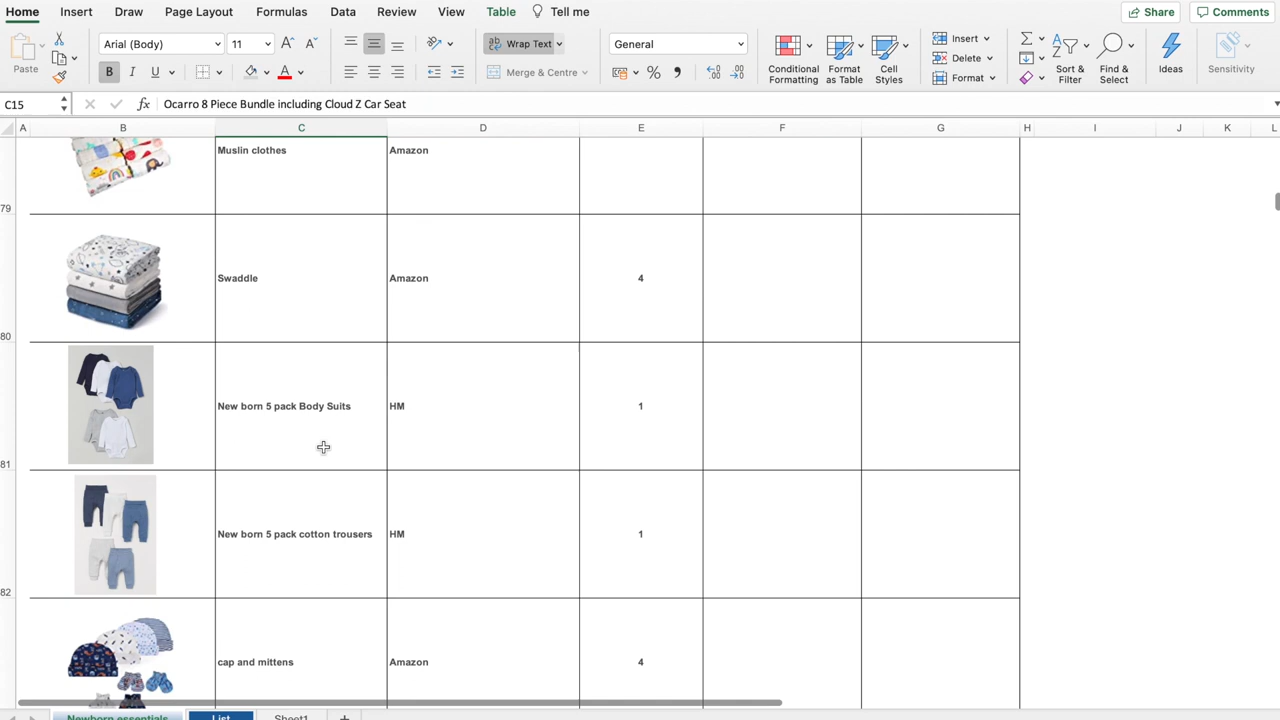 Home Insert Draw Page Layout Formulas Data Review View Table Tell me Share Comments
Paste
Arial (Body) 11
B I U A
Wrap Text
Merge & Centre
General
%
Conditional Formatting
Format as Table
Cell Styles
Insert
Delete
Format
Sort & Filter
Find & Select
Ideas
Sensitivity
C15 fx Ocarro 8 Piece Bundle including Cloud Z Car Seat
A B C D E F G H I J K L
Muslin clothes Amazon
79
Swaddle Amazon 4
80
New born 5 pack Body Suits HM 1
81
New born 5 pack cotton trousers HM 1
82
cap and mittens Amazon 4
Newborn essentials List Sheet1 +